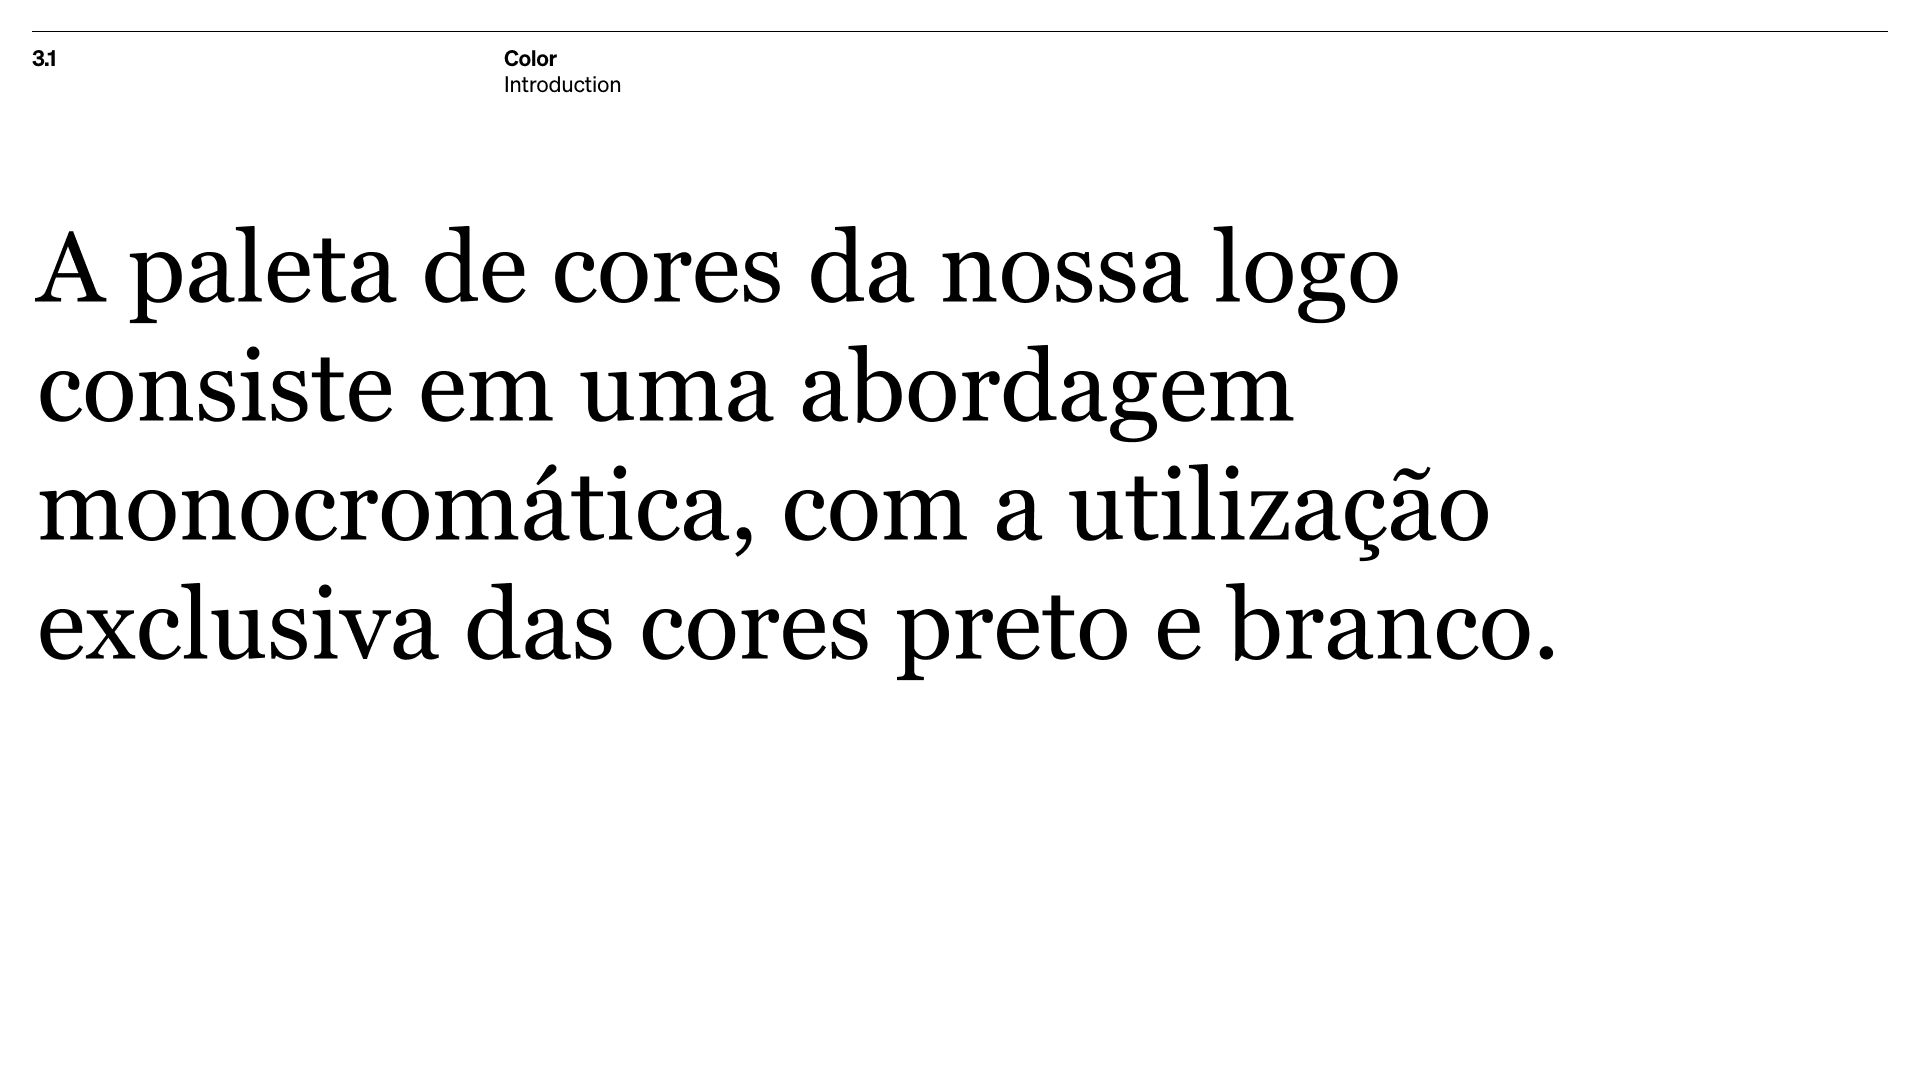 3.1
Color
Introduction
A paleta de cores da nossa logo
consiste em uma abordagem
monocromática, com a utilização
exclusiva das cores preto e branco.